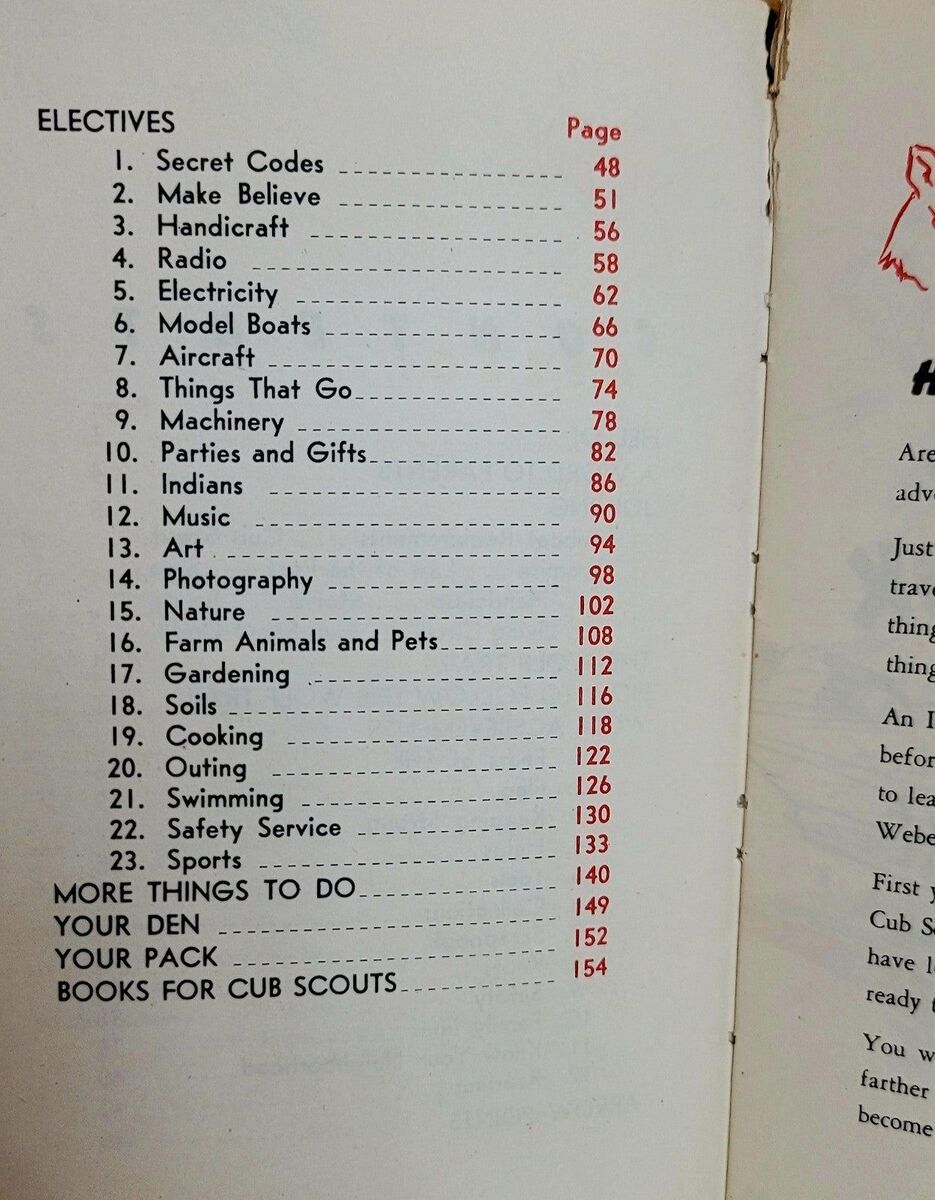 ELECTIVES Page
1. Secret Codes 48
2. Make Believe 51
3. Handicraft 56
4. Radio 58
5. Electricity 62
6. Model Boats 66
7. Aircraft 70
8. Things That Go 74
9. Machinery 78
10. Parties and Gifts 82
11. Indians 86
12. Music 90
13. Art 94
14. Photography 98
15. Nature 102
16. Farm Animals and Pets 108
17. Gardening 112
18. Soils 116
19. Cooking 118
20. Outing 122
21. Swimming 126
22. Safety Service 130
23. Sports 133
MORE THINGS TO DO 140
YOUR DEN 149
YOUR PACK 152
BOOKS FOR CUB SCOUTS 154
H
Are
adv
Just
trave
thing
thing
An I
befor
to lea
Webe
First y
Cub S
have l
ready t
You w
farther
become